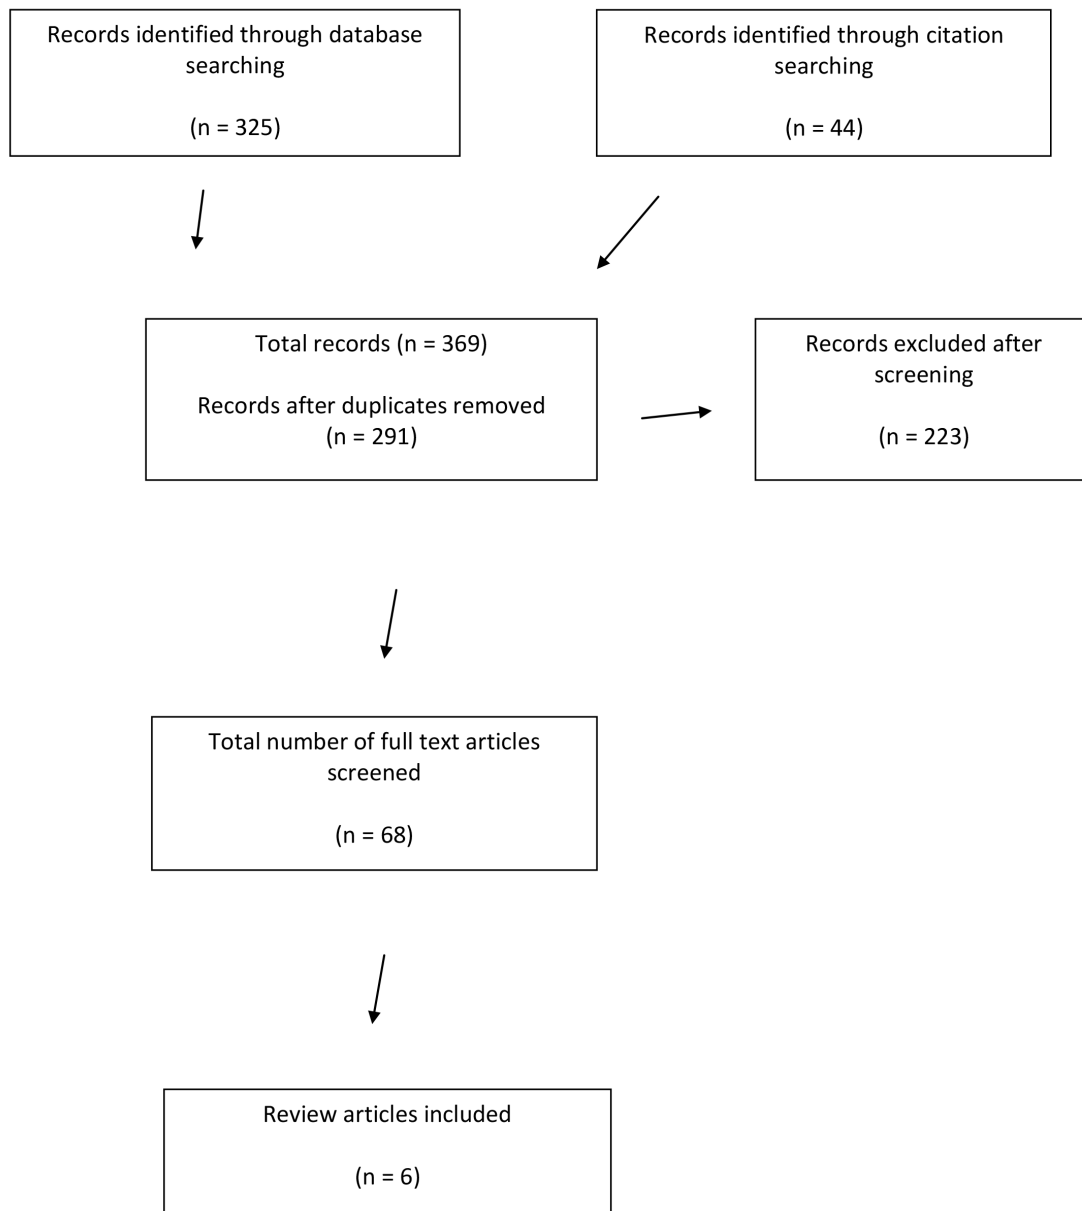 Records identified through database
searching
(n = 325)
Records identified through citation
searching
(n = 44)
Total records (n = 369)
Records after duplicates removed
(n = 291)
Records excluded after
screening
(n = 223)
Total number of full text articles
screened
(n = 68)
Review articles included
(n = 6)